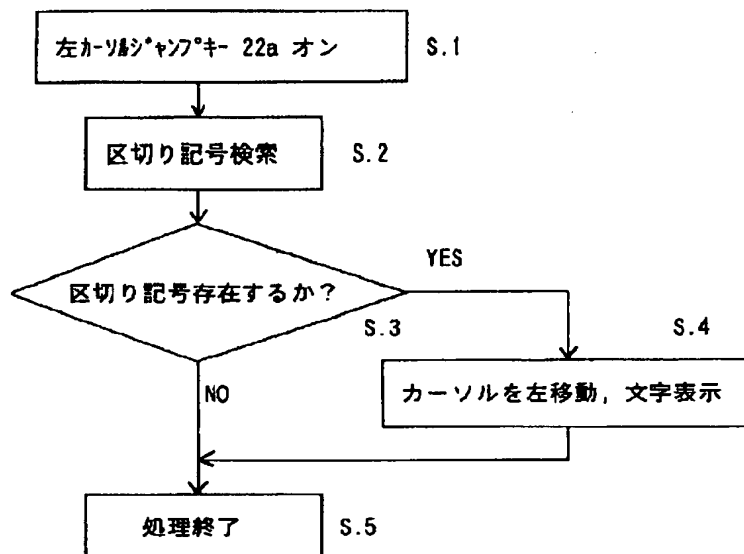 左ｶｰｿﾙｼﾞｬﾝﾌﾟｷｰ 22a オン
S.1
区切り記号検索
S.2
YES
区切り記号存在するか？
S.3
S.4
NO
カーソルを左移動，文字表示
処理終了
S.5